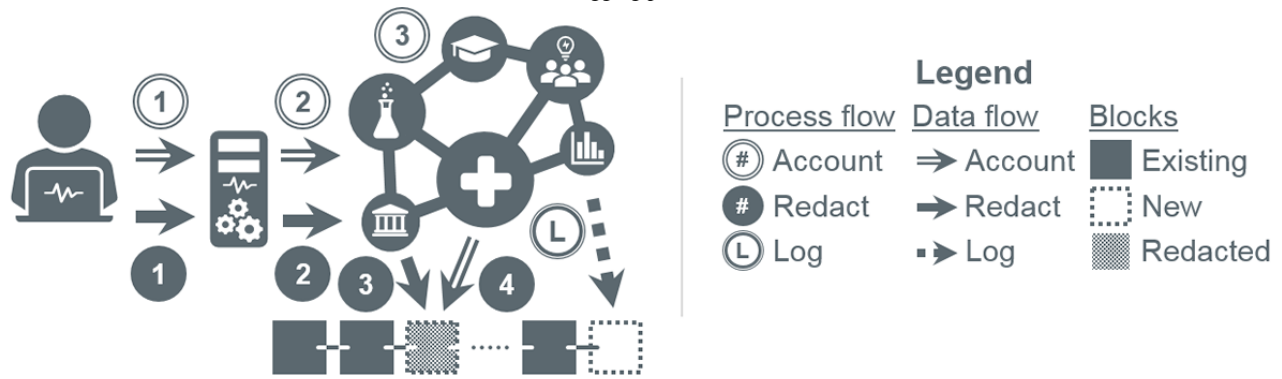 3
1
2
L
1
2
3
4
Legend
Process flow Data flow Blocks
# Account Account Existing
# Redact Redact New
L Log Log Redacted